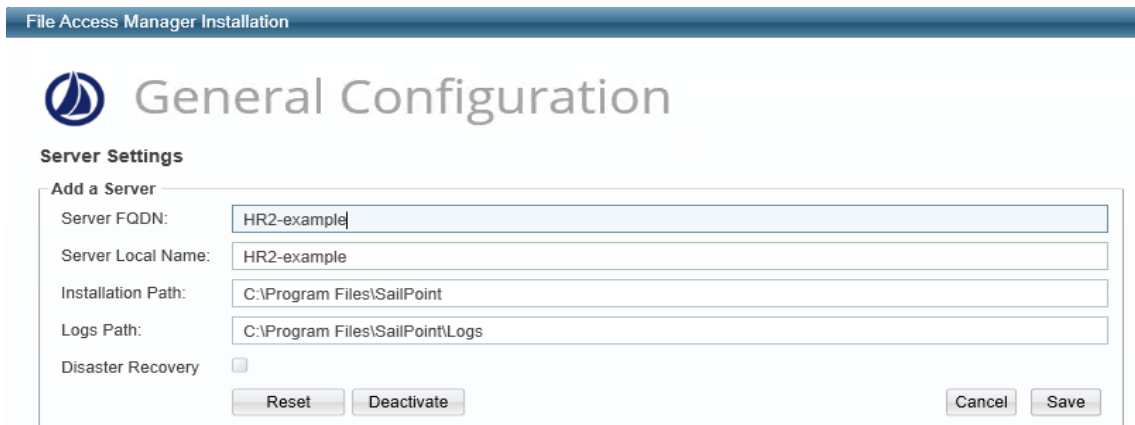 File Access Manager Installation
General Configuration
Server Settings
Add a Server
Server FQDN: HR2-example
Server Local Name: HR2-example
Installation Path: C:\Program Files\SailPoint
Logs Path: C:\Program Files\SailPoint\Logs
Disaster Recovery
Reset Deactivate Cancel Save